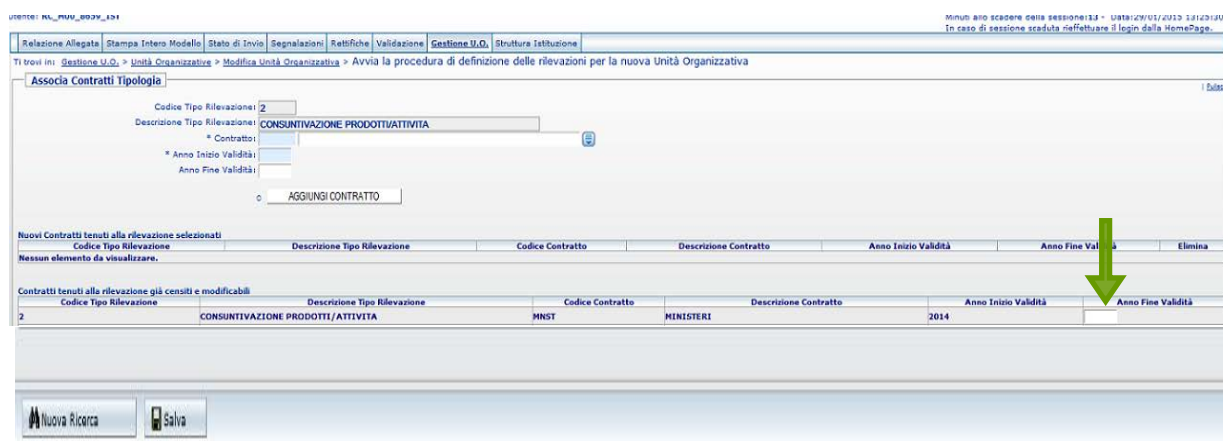 Utente: RC_M00_8659_IST
Minuti allo scadere della sessione:13 - Data:29/01/2015 13:25:30
In caso di sessione scaduta rieffettuare il login dalla HomePage.
Relazione Allegata Stampa Intero Modello Stato di Invio Segnalazioni Rettifiche Validazione Gestione U.O. Struttura Istituzione
Ti trovi in: Gestione U.O. > Unità Organizzative > Modifica Unità Organizzativa > Avvia la procedura di definizione delle rilevazioni per la nuova Unità Organizzativa
Associa Contratti Tipologia
Codice Tipo Rilevazione: 2
Descrizione Tipo Rilevazione: CONSUNTIVAZIONE PRODOTTI/ATTIVITA
* Contratto:
* Anno Inizio Validità:
Anno Fine Validità:
AGGIUNGI CONTRATTO
Nuovi Contratti tenuti alla rilevazione selezionati
Codice Tipo Rilevazione Descrizione Tipo Rilevazione Codice Contratto Descrizione Contratto Anno Inizio Validità Anno Fine Validità Elimina
Nessun elemento da visualizzare.
Contratti tenuti alla rilevazione già censiti e modificabili
Codice Tipo Rilevazione Descrizione Tipo Rilevazione Codice Contratto Descrizione Contratto Anno Inizio Validità Anno Fine Validità
2 CONSUNTIVAZIONE PRODOTTI/ATTIVITA MNST MINISTERI 2014
Nuova Ricerca Salva